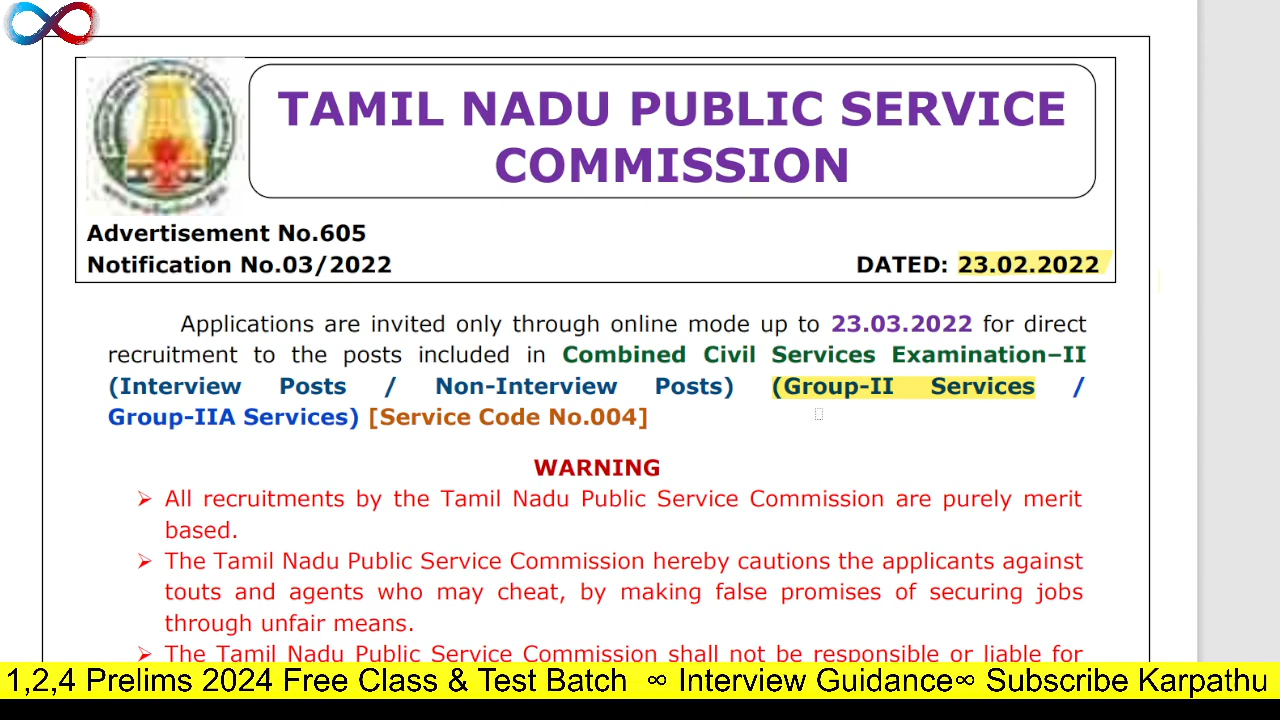 TAMIL NADU PUBLIC SERVICE
COMMISSION
Advertisement No.605
Notification No.03/2022
DATED: 23.02.2022
Applications are invited only through online mode up to 23.03.2022 for direct
recruitment to the posts included in Combined Civil Services Examination–II
(Interview Posts / Non-Interview Posts) (Group-II Services /
Group-IIA Services) [Service Code No.004]
WARNING
➢ All recruitments by the Tamil Nadu Public Service Commission are purely merit
based.
➢ The Tamil Nadu Public Service Commission hereby cautions the applicants against
touts and agents who may cheat, by making false promises of securing jobs
through unfair means.
➢ The Tamil Nadu Public Service Commission shall not be responsible or liable for
1,2,4 Prelims 2024 Free Class & Test Batch ∞ Interview Guidance∞ Subscribe Karpathu